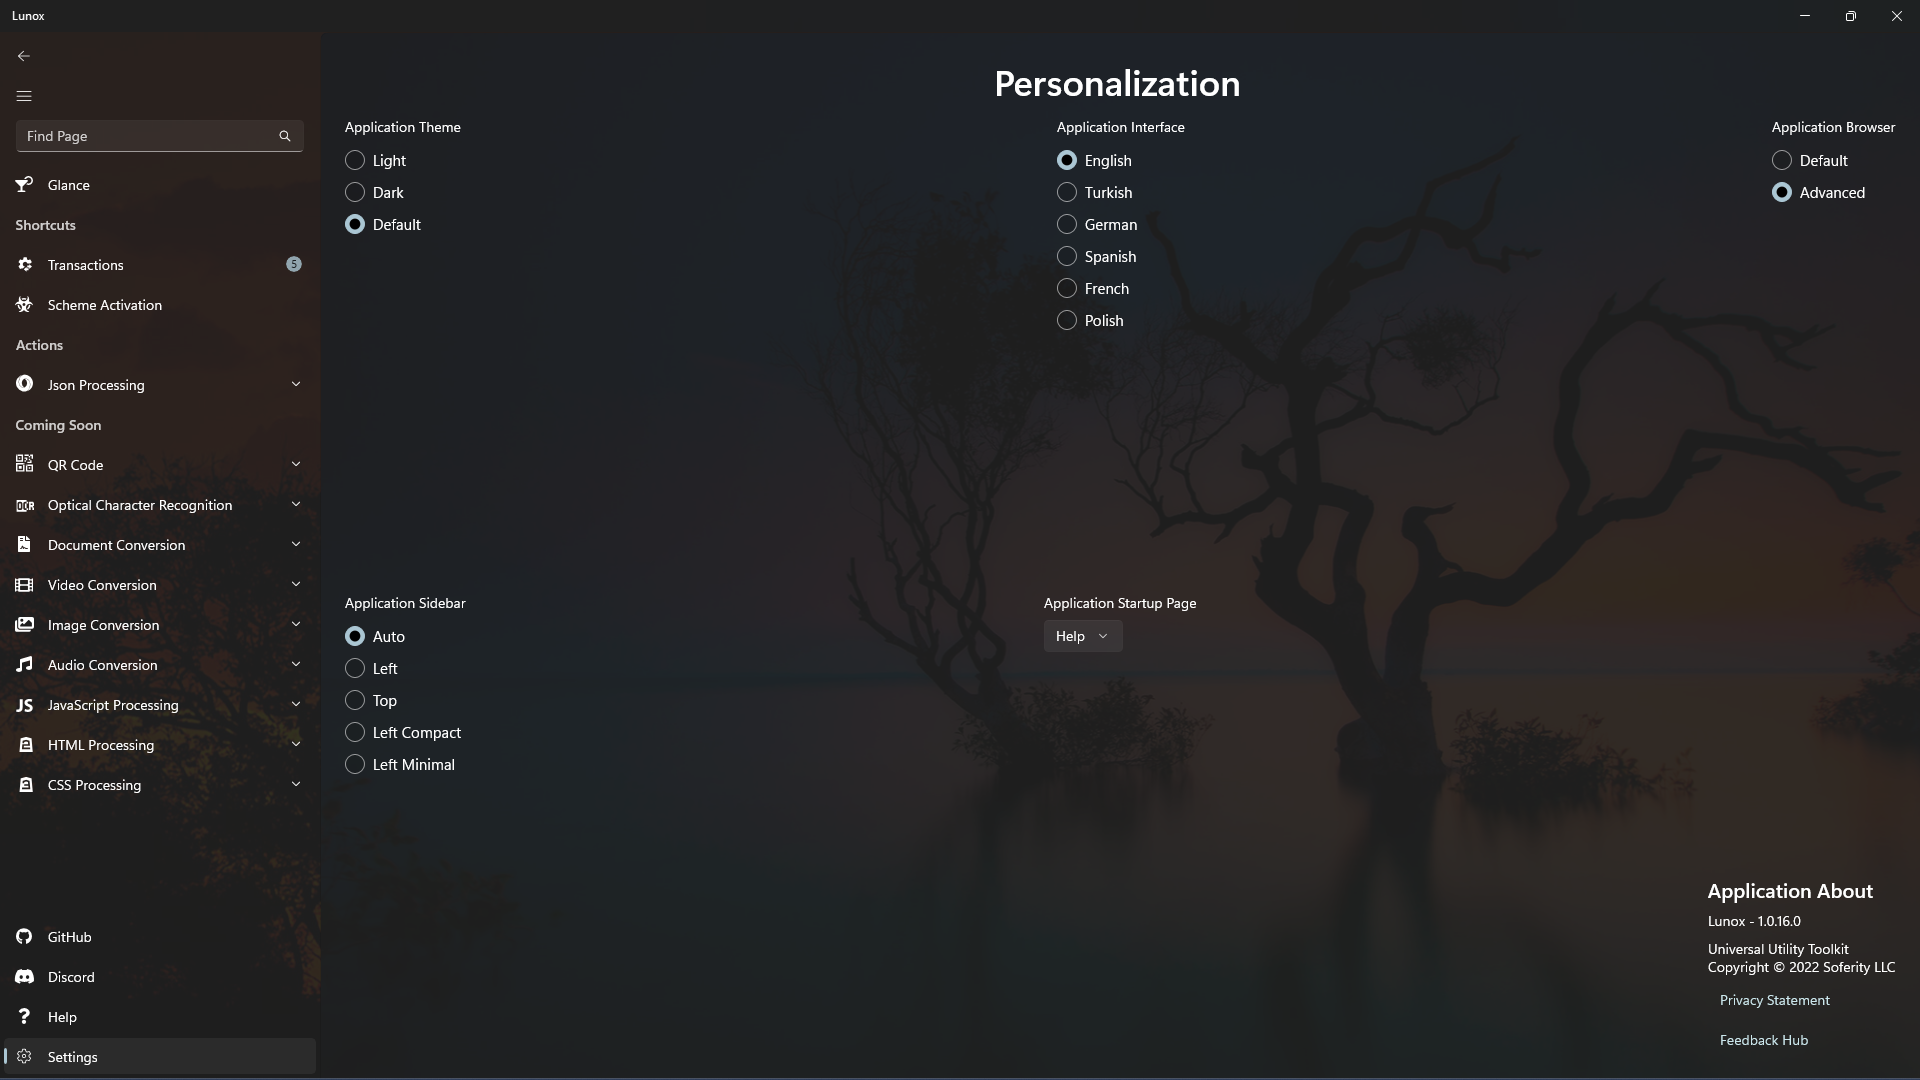 Lunox
Find Page
Glance
Shortcuts
Transactions 5
Scheme Activation
Actions
Json Processing
Coming Soon
QR Code
OCR Optical Character Recognition
Document Conversion
Video Conversion
Image Conversion
Audio Conversion
JS JavaScript Processing
HTML Processing
CSS Processing
GitHub
Discord
? Help
Settings
Personalization
Application Theme
Light
Dark
Default
Application Interface
English
Turkish
German
Spanish
French
Polish
Application Browser
Default
Advanced
Application Sidebar
Auto
Left
Top
Left Compact
Left Minimal
Application Startup Page
Help
Application About
Lunox - 1.0.16.0
Universal Utility Toolkit
Copyright © 2022 Soferity LLC
Privacy Statement
Feedback Hub